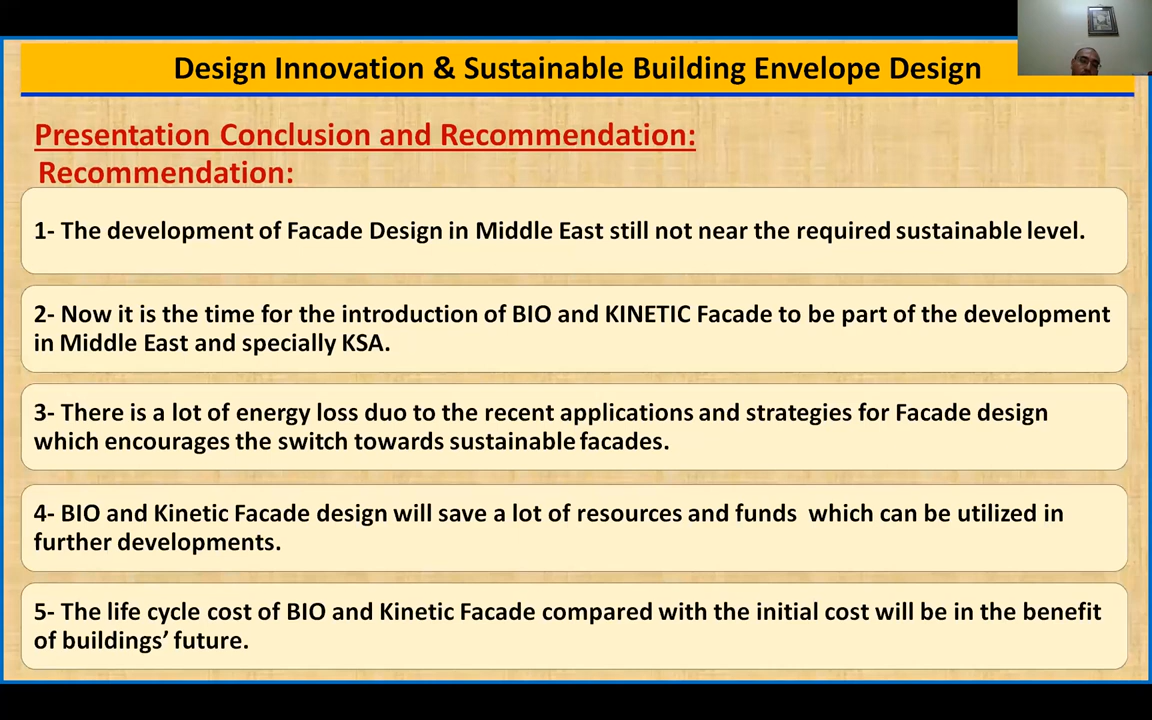 Design Innovation & Sustainable Building Envelope Design
Presentation Conclusion and Recommendation:
Recommendation:
1- The development of Facade Design in Middle East still not near the required sustainable level.
2- Now it is the time for the introduction of BIO and KINETIC Facade to be part of the development
in Middle East and specially KSA.
3- There is a lot of energy loss duo to the recent applications and strategies for Facade design
which encourages the switch towards sustainable facades.
4- BIO and Kinetic Facade design will save a lot of resources and funds which can be utilized in
further developments.
5- The life cycle cost of BIO and Kinetic Facade compared with the initial cost will be in the benefit
of buildings’ future.